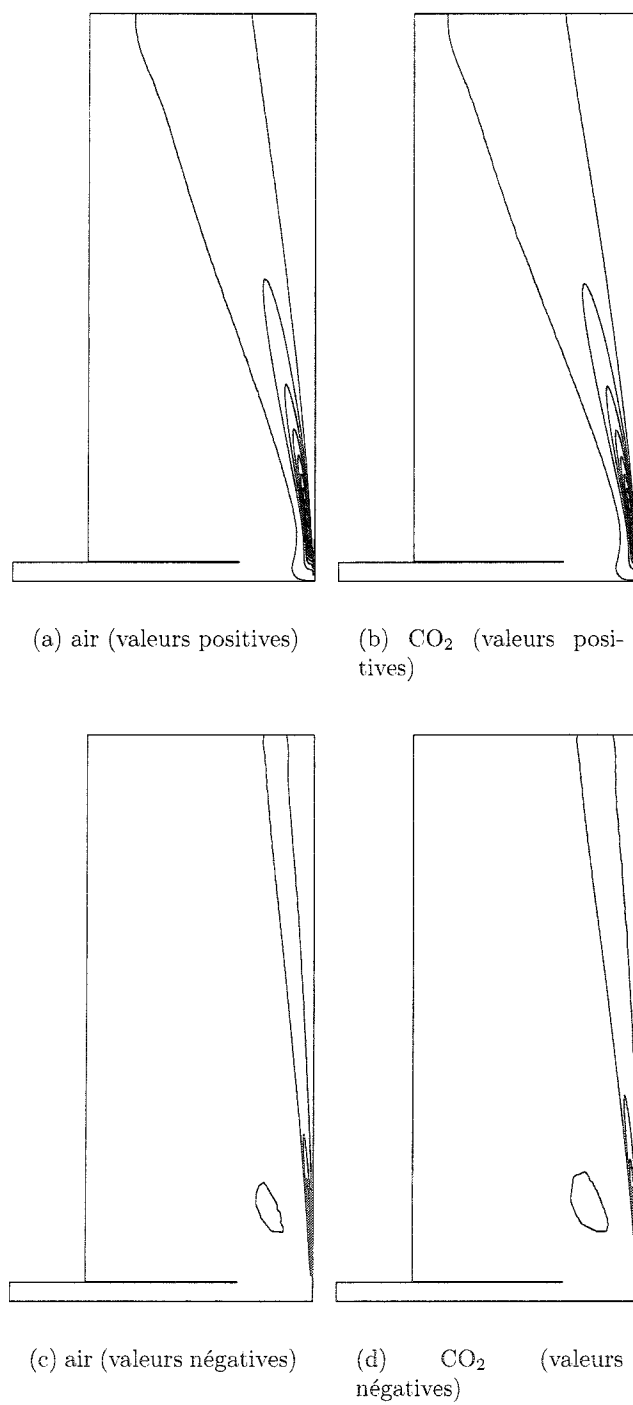 (a) air (valeurs positives)
(b) CO₂ (valeurs posi-
tives)
(c) air (valeurs négatives)
(d) CO₂ (valeurs
négatives)